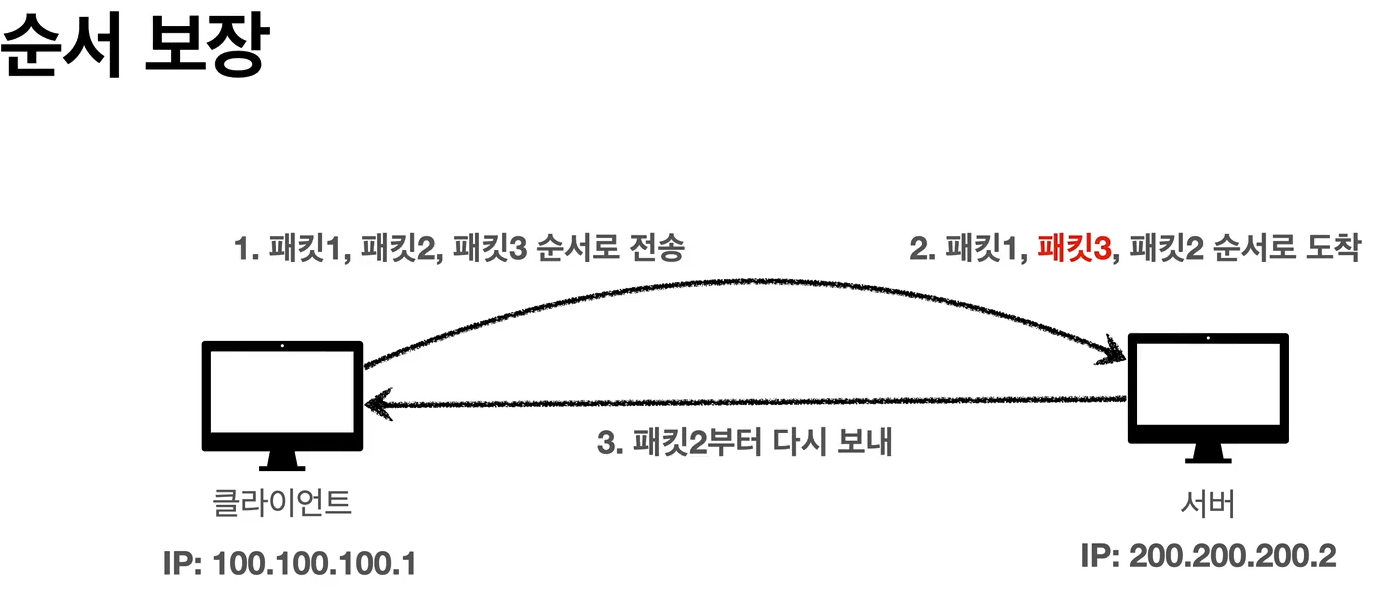 순서 보장
1. 패킷1, 패킷2, 패킷3 순서로 전송
2. 패킷1, 패킷3, 패킷2 순서로 도착
3. 패킷2부터 다시 보내
클라이언트
IP: 100.100.100.1
서버
IP: 200.200.200.2